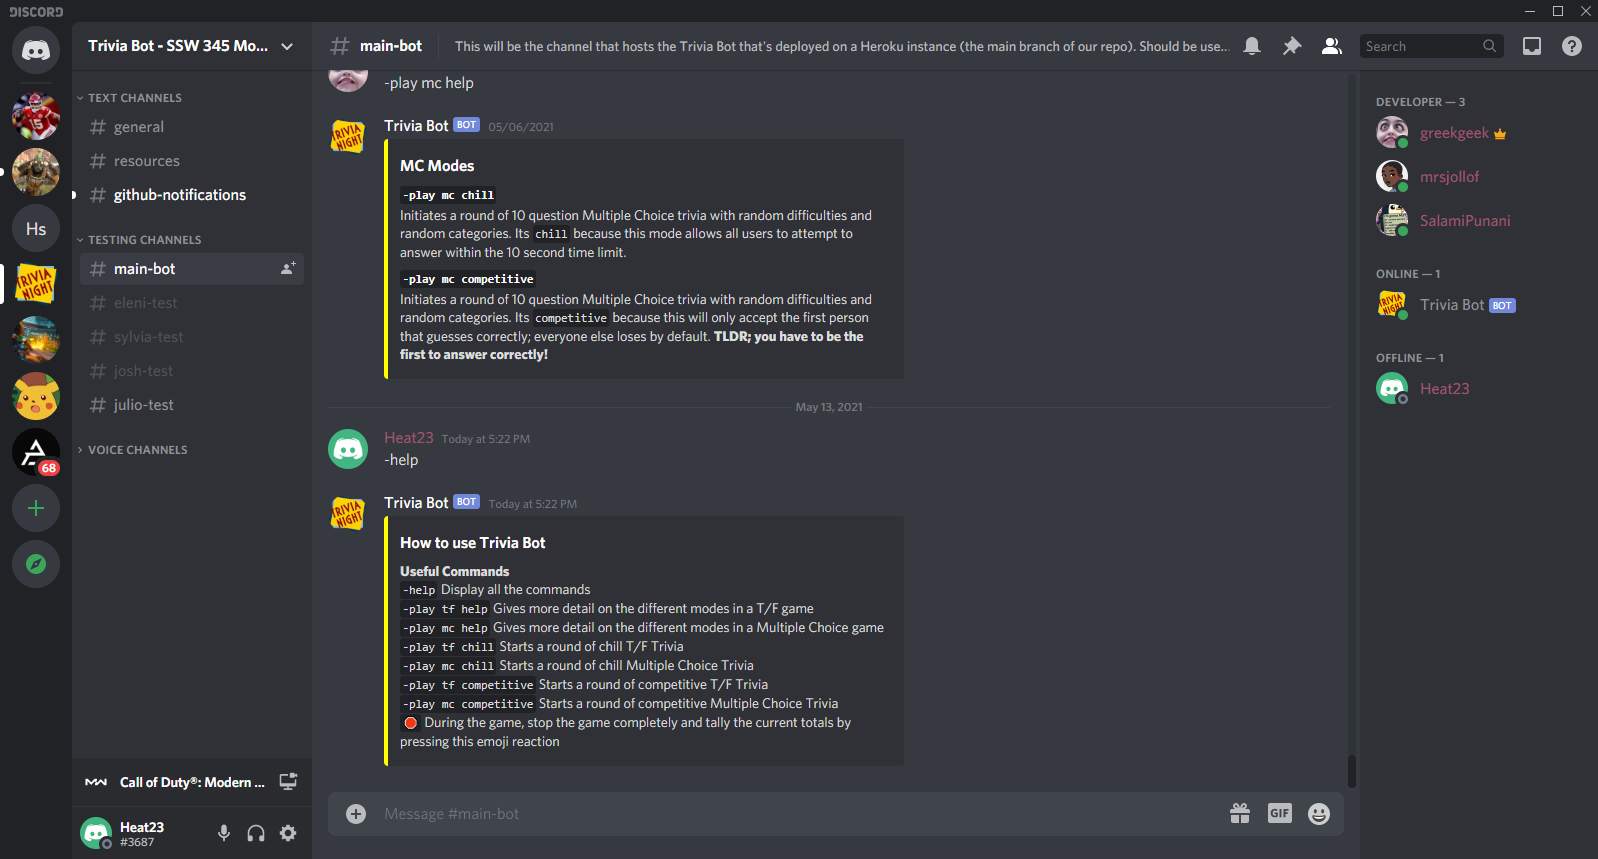 DISCORD
Trivia Bot - SSW 345 Mo...
main-bot
This will be the channel that hosts the Trivia Bot that's deployed on a Heroku instance (the main branch of our repo). Should be use...
Search
TEXT CHANNELS
general
resources
github-notifications
Hs
TESTING CHANNELS
main-bot
TRIVIA NIGHT
eleni-test
sylvia-test
josh-test
julio-test
68
VOICE CHANNELS
Call of Duty®: Modern ...
Heat23
#3687
-play mc help
TRIVIA NIGHT
Trivia Bot BOT 05/06/2021
MC Modes
-play mc chill
Initiates a round of 10 question Multiple Choice trivia with random difficulties and
random categories. Its chill because this mode allows all users to attempt to
answer within the 10 second time limit.
-play mc competitive
Initiates a round of 10 question Multiple Choice trivia with random difficulties and
random categories. Its competitive because this will only accept the first person
that guesses correctly; everyone else loses by default. TLDR; you have to be the
first to answer correctly!
May 13, 2021
Heat23 Today at 5:22 PM
-help
TRIVIA NIGHT
Trivia Bot BOT Today at 5:22 PM
How to use Trivia Bot
Useful Commands
-help Display all the commands
-play tf help Gives more detail on the different modes in a T/F game
-play mc help Gives more detail on the different modes in a Multiple Choice game
-play tf chill Starts a round of chill T/F Trivia
-play mc chill Starts a round of chill Multiple Choice Trivia
-play tf competitive Starts a round of competitive T/F Trivia
-play mc competitive Starts a round of competitive Multiple Choice Trivia
🛑 During the game, stop the game completely and tally the current totals by
pressing this emoji reaction
Message #main-bot
GIF
DEVELOPER — 3
greekgeek
mrsjollof
SalamiPunani
ONLINE — 1
TRIVIA NIGHT
Trivia Bot BOT
OFFLINE — 1
Heat23